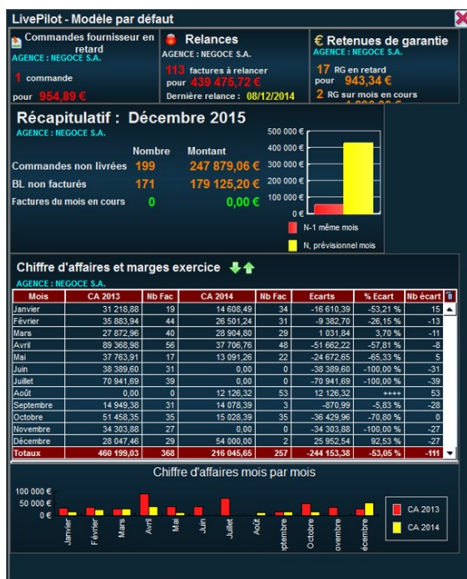 LivePilot - Modèle par défaut
Commandes fournisseur en
retard
AGENCE : NEGOCE S.A.
1 commande
pour 954,89 €
Relances
AGENCE : NEGOCE S.A.
113 factures à relancer
pour 439 475,72 €
Dernière relance : 08/12/2014
€ Retenues de garantie
AGENCE : NEGOCE S.A.
17 RG en retard
pour 943,34 €
2 RG sur mois en cours
Récapitulatif : Décembre 2015
AGENCE : NEGOCE S.A.
Nombre Montant
Commandes non livrées 199 247 879,06 €
BL non facturés 171 179 125,20 €
Factures du mois en cours 0 0,00 €
500 000 €
400 000 €
300 000 €
200 000 €
100 000 €
0 €
N-1 même mois
N, prévisionnel mois
Chiffre d'affaires et marges exercice
AGENCE : NEGOCE S.A.
Mois CA 2013 Nb Fac CA 2014 Nb Fac Ecarts % Ecart Nb écart
Janvier 31 218,88 19 14 608,49 34 -16 610,39 -53,21 % 15
Février 35 883,94 44 26 501,24 31 -9 382,70 -26,15 % -13
Mars 27 872,96 40 28 904,80 29 1 031,84 3,70 % -11
Avril 89 368,98 56 37 706,76 48 -51 662,22 -57,81 % -8
Mai 37 763,91 17 13 091,26 22 -24 672,65 -65,33 % 5
Juin 38 389,60 31 0,00 0 -38 389,60 -100,00 % -31
Juillet 70 941,69 39 0,00 0 -70 941,69 -100,00 % -39
Août 0,00 0 12 126,32 53 12 126,32 ++++ 53
Septembre 14 949,38 31 14 078,39 3 -870,99 -5,83 % -28
Octobre 51 458,35 35 15 028,39 35 -36 429,96 -70,80 % 0
Novembre 34 303,88 27 0,00 0 -34 303,88 -100,00 % -27
Décembre 28 047,46 29 54 000,00 2 25 952,54 92,53 % -27
Totaux 460 199,03 368 216 045,65 257 -244 153,38 -53,05 % -111
Chiffre d'affaires mois par mois
100 000 €
50 000 €
0 €
Janvier
Février
Mars
Avril
Mai
Juin
Juillet
Août
ptembre
Octobre
ovembre
écembre
CA 2013
CA 2014